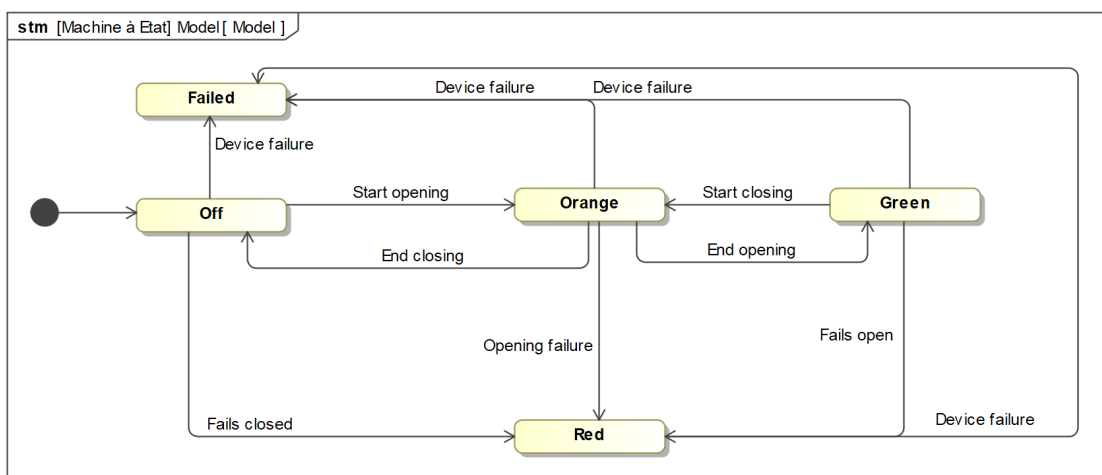 stm [Machine à Etat] Model[ Model ]
Device failure
Device failure
Failed
Device failure
Start opening
Start closing
Off
Orange
Green
End closing
End opening
Opening failure
Fails open
Fails closed
Device failure
Red